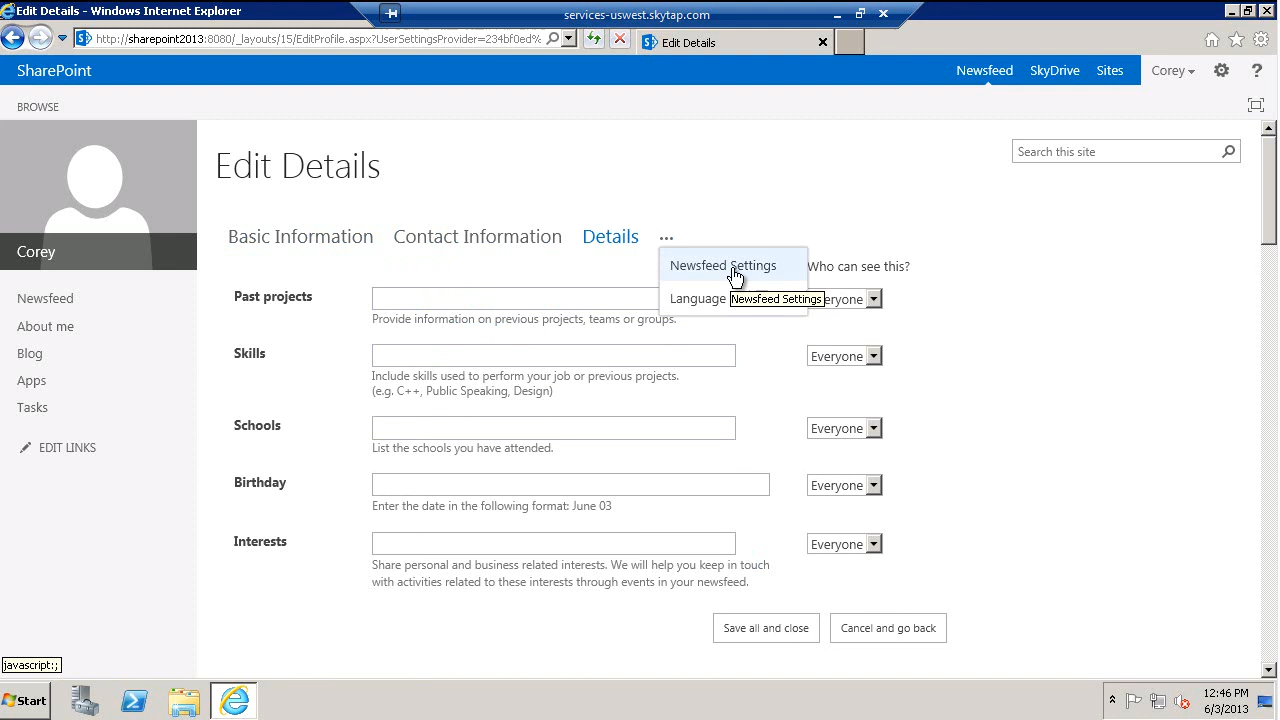 Edit Details - Windows Internet Explorer
services-uswest.skytap.com
http://sharepoint2013:8080/_layouts/15/EditProfile.aspx?UserSettingsProvider=234bf0ed%
Edit Details
SharePoint
Newsfeed
SkyDrive
Sites
Corey
?
BROWSE
Edit Details
Search this site
Corey
Basic Information
Contact Information
Details
...
Newsfeed Settings
Who can see this?
Newsfeed
Past projects
Language
Newsfeed Settings
eryone
Provide information on previous projects, teams or groups.
About me
Blog
Skills
Everyone
Include skills used to perform your job or previous projects.
(e.g. C++, Public Speaking, Design)
Apps
Tasks
Schools
Everyone
List the schools you have attended.
EDIT LINKS
Birthday
Everyone
Enter the date in the following format: June 03
Interests
Everyone
Share personal and business related interests. We will help you keep in touch
with activities related to these interests through events in your newsfeed.
Save all and close
Cancel and go back
javascript:;
Start
12:46 PM
6/3/2013